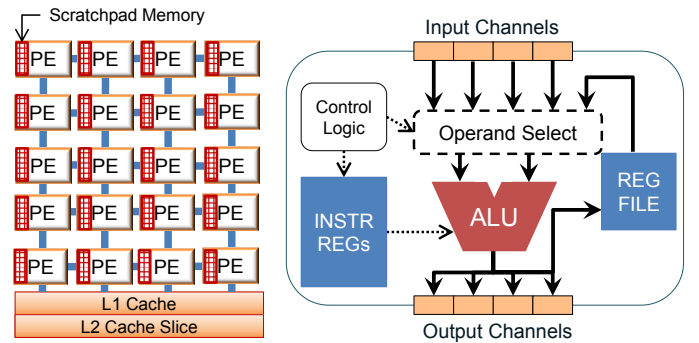 Scratchpad Memory
PE PE PE PE
PE PE PE PE
PE PE PE PE
PE PE PE PE
PE PE PE PE
L1 Cache
L2 Cache Slice
Input Channels
Control
Logic
Operand Select
INSTR
REGs
ALU
REG
FILE
Output Channels